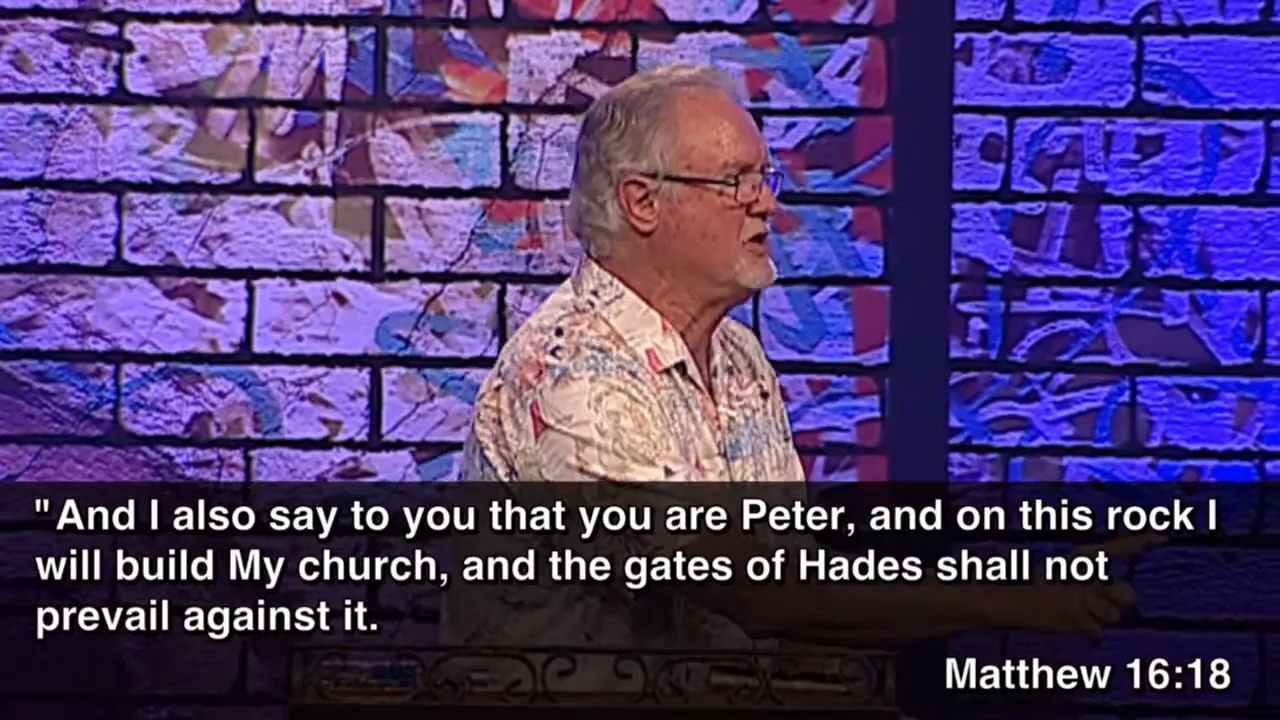 "And I also say to you that you are Peter, and on this rock I
will build My church, and the gates of Hades shall not
prevail against it.
Matthew 16:18